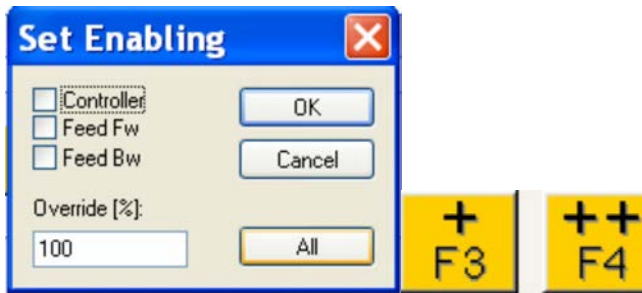 Set Enabling
Controller
Feed Fw
Feed Bw
OK
Cancel
Override [%]:
100
All
+
F3
++
F4